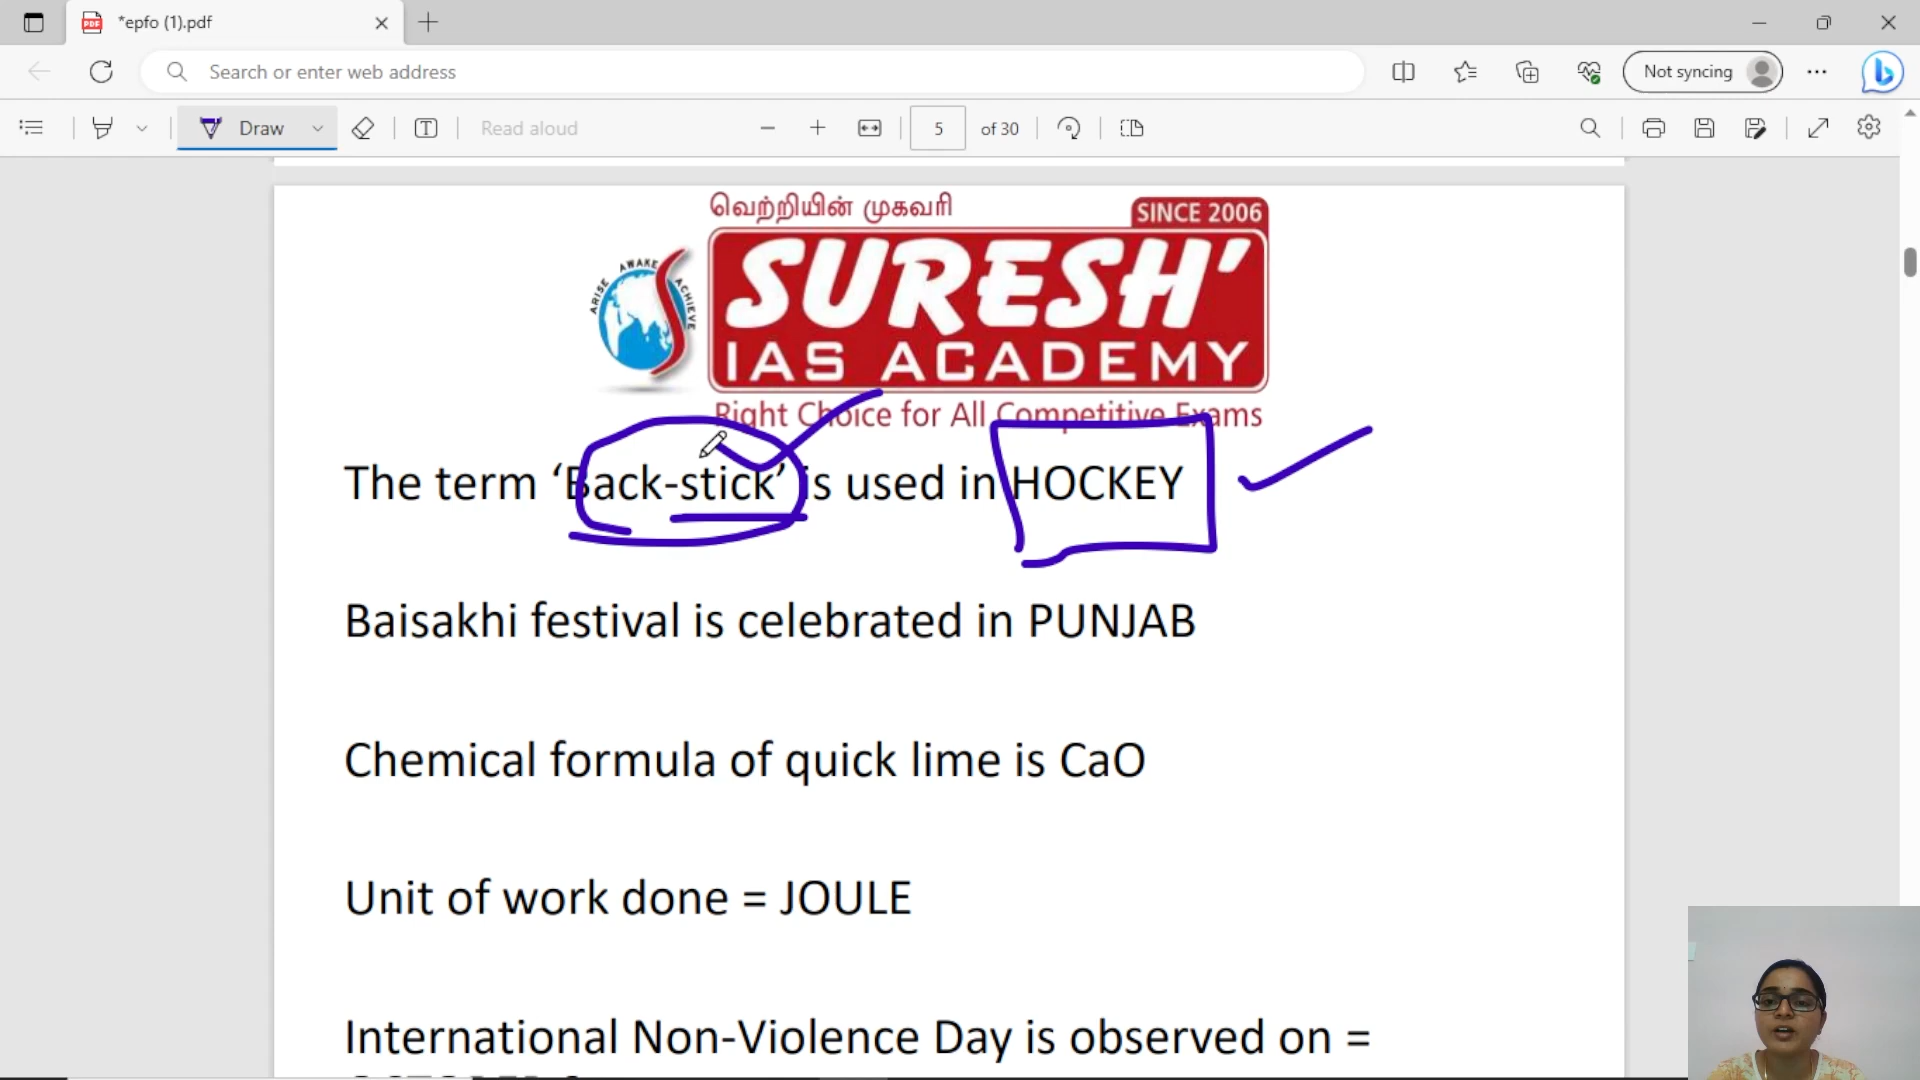 *epfo (1).pdf
Search or enter web address
Not syncing
Draw
Read aloud
5 of 30
வெற்றியின் முகவரி
SINCE 2006
ARISE AWAKE ACHIEVE
SURESH'
IAS ACADEMY
Right Choice for All Competitive Exams
The term ‘Back-stick’ is used in HOCKEY
Baisakhi festival is celebrated in PUNJAB
Chemical formula of quick lime is CaO
Unit of work done = JOULE
International Non-Violence Day is observed on =